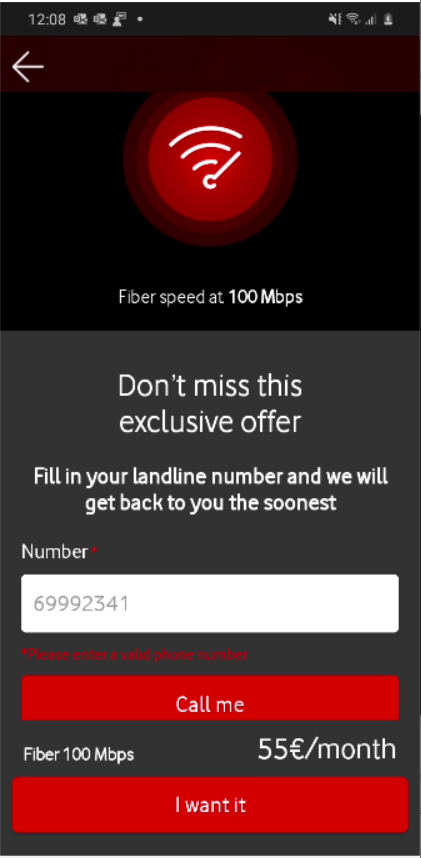 12:08
Fiber speed at 100 Mbps
Don't miss this
exclusive offer
Fill in your landline number and we will
get back to you the soonest
Number*
69992341
*Please enter a valid phone number
Call me
Fiber 100 Mbps 55€/month
I want it